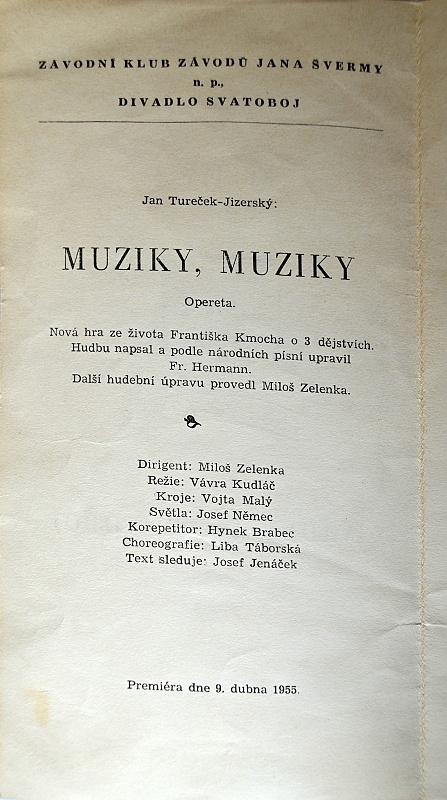 ZÁVODNÍ KLUB ZÁVODŮ JANA ŠVERMY
n. p.,
DIVADLO SVATOBOJ
Jan Tureček-Jizerský:
MUZIKY, MUZIKY
Opereta.
Nová hra ze života Františka Kmocha o 3 dějstvích.
Hudbu napsal a podle národních písní upravil
Fr. Hermann.
Další hudební úpravu provedl Miloš Zelenka.
Dirigent: Miloš Zelenka
Režie: Vávra Kudláč
Kroje: Vojta Malý
Světla: Josef Němec
Korepetitor: Hynek Brabec
Choreografie: Liba Táborská
Text sleduje: Josef Jenáček
Premiéra dne 9. dubna 1955.